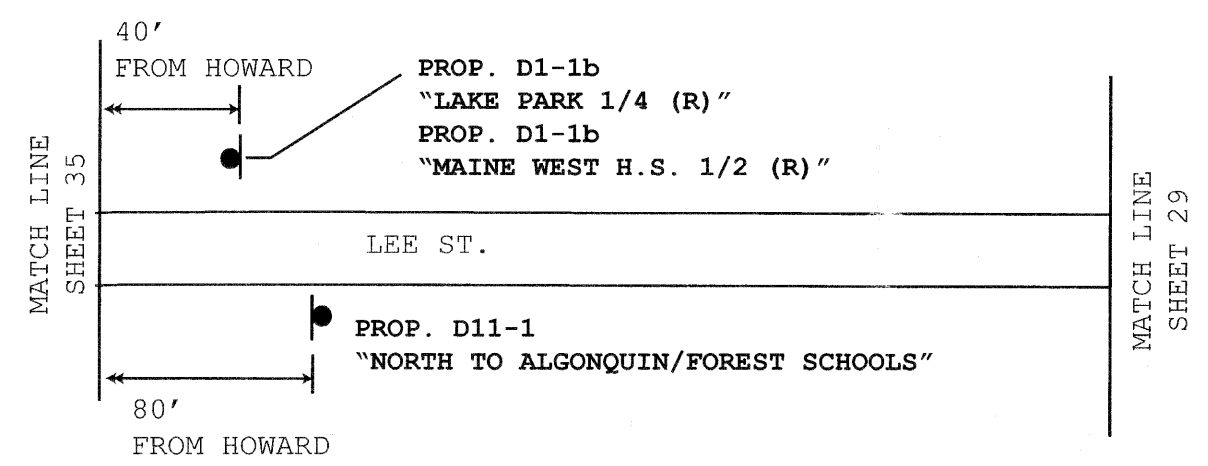 40'
FROM HOWARD
PROP. D1-1b
"LAKE PARK 1/4 (R)"
PROP. D1-1b
"MAINE WEST H.S. 1/2 (R)"
MATCH LINE
SHEET 35
LEE ST.
MATCH LINE
SHEET 29
PROP. D11-1
"NORTH TO ALGONQUIN/FOREST SCHOOLS"
80'
FROM HOWARD